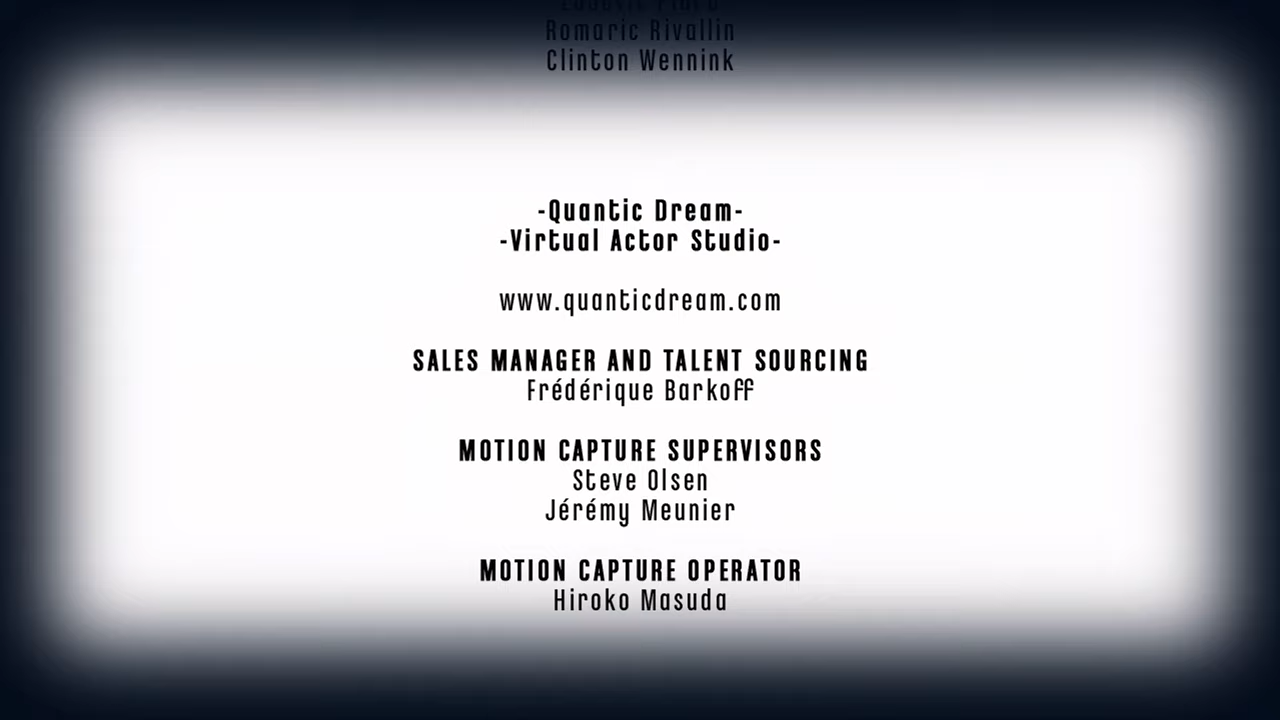 Romaric Rivallin
Clinton Wennink
-Quantic Dream-
-Virtual Actor Studio-
www.quanticdream.com
SALES MANAGER AND TALENT SOURCING
Frédérique Barkoff
MOTION CAPTURE SUPERVISORS
Steve Olsen
Jérémy Meunier
MOTION CAPTURE OPERATOR
Hiroko Masuda